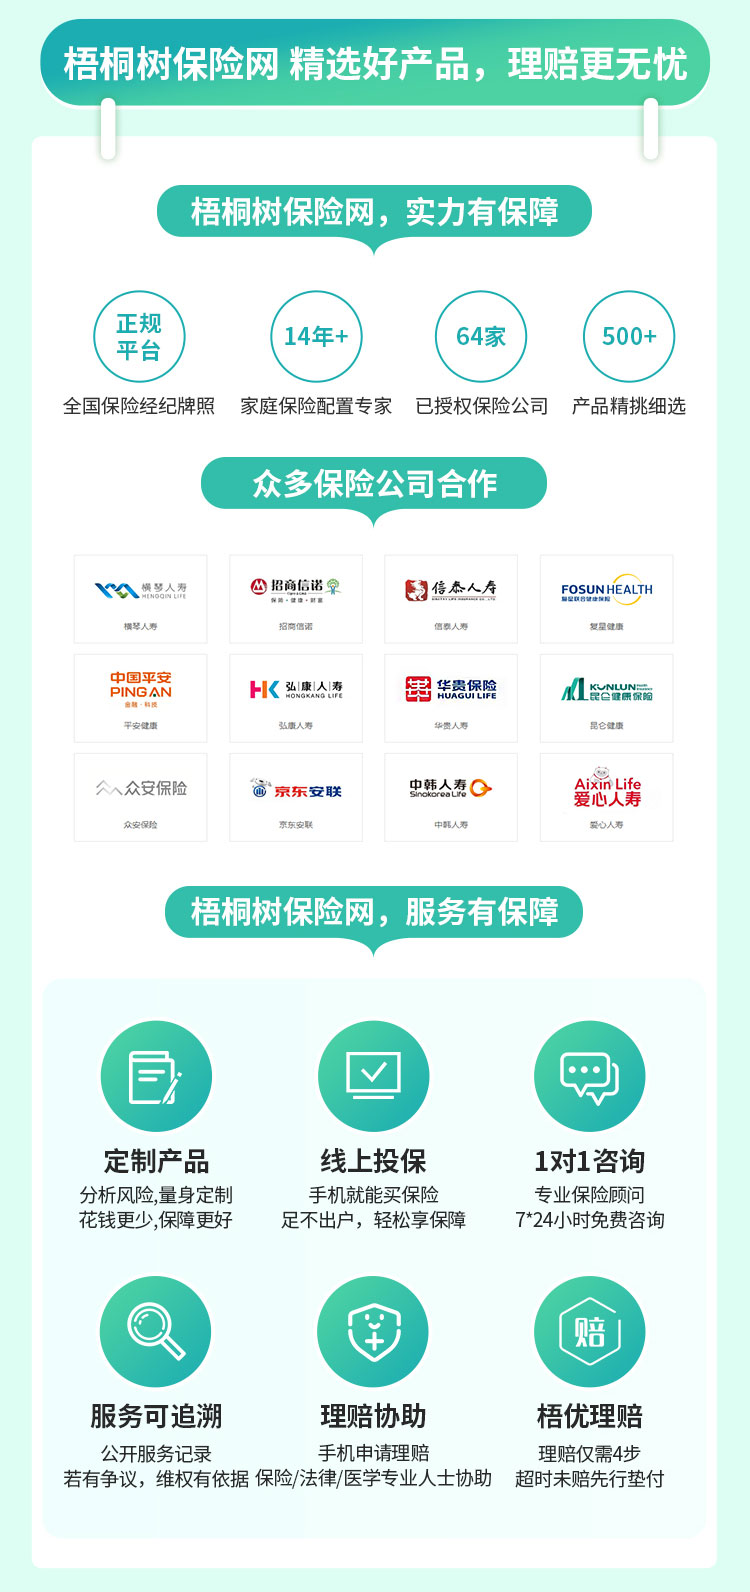 梧桐树保险网 精选好产品，理赔更无忧
梧桐树保险网，实力有保障
正规
平台
14年+
64家
500+
全国保险经纪牌照
家庭保险配置专家
已授权保险公司
产品精挑细选
众多保险公司合作
横琴人寿
HENGQIN LIFE
横琴人寿
招商信诺
保障·健康·财富
招商信诺
信泰人寿
信泰人寿
FOSUN HEALTH
复星联合健康保险
复星健康
中国平安
PING AN
金融·科技
平安健康
弘康人寿
HONGKANG LIFE
弘康人寿
华贵保险
HUAGUI LIFE
华贵人寿
KUNLUN
昆仑健康保险
昆仑健康
众安保险
众安保险
京东安联
京东安联
中韩人寿
Sinokorea Life
中韩人寿
Aixin Life
爱心人寿
爱心人寿
梧桐树保险网，服务有保障
定制产品
分析风险,量身定制
花钱更少,保障更好
线上投保
手机就能买保险
足不出户，轻松享保障
1对1咨询
专业保险顾问
7*24小时免费咨询
服务可追溯
公开服务记录
若有争议，维权有依据
理赔协助
手机申请理赔
保险/法律/医学专业人士协助
赔
梧优理赔
理赔仅需4步
超时未赔先行垫付